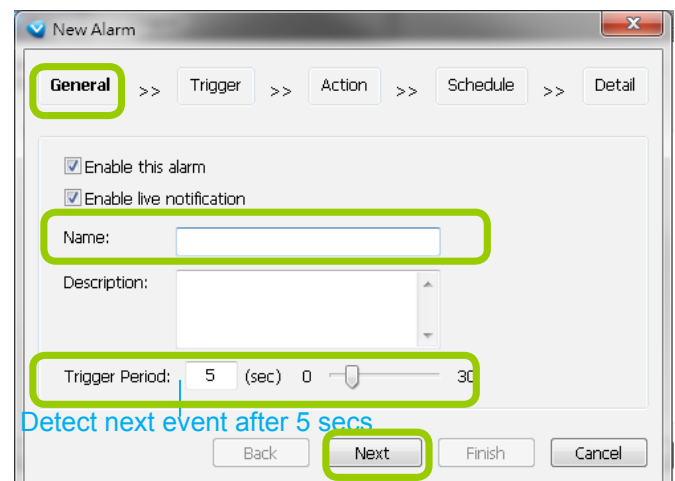 New Alarm
General >> Trigger >> Action >> Schedule >> Detail
Enable this alarm
Enable live notification
Name:
Description:
Trigger Period: 5 (sec) 0 30
Detect next event after 5 secs
Back Next Finish Cancel